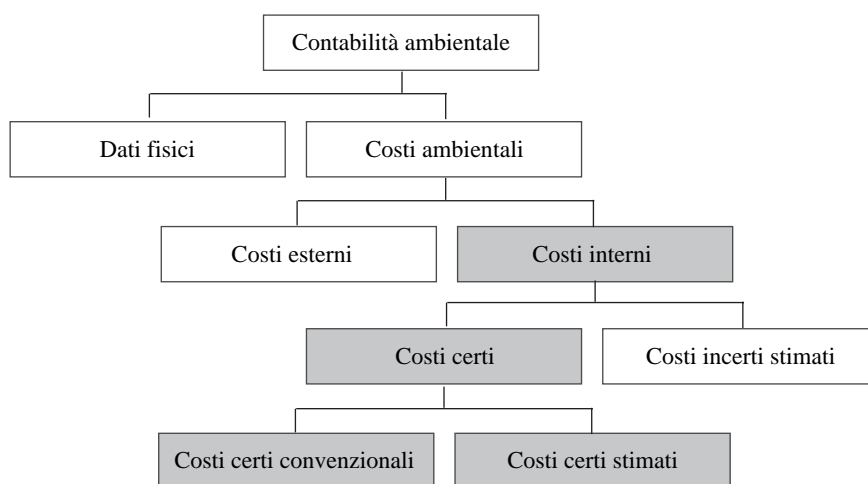 Contabilità ambientale
Dati fisici
Costi ambientali
Costi esterni
Costi interni
Costi certi
Costi incerti stimati
Costi certi convenzionali
Costi certi stimati